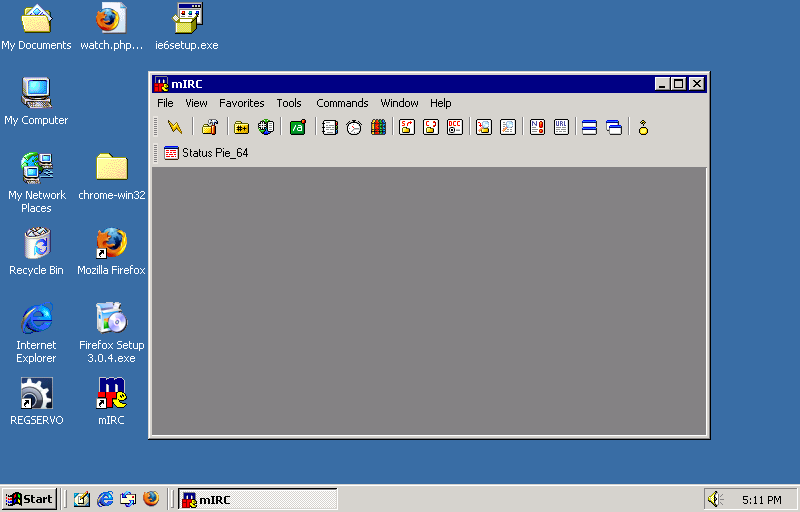 My Documents
watch.php...
ie6setup.exe
My Computer
My Network
Places
chrome-win32
Recycle Bin
Mozilla Firefox
Internet
Explorer
Firefox Setup
3.0.4.exe
REGSERVO
mIRC
mIRC
File View Favorites Tools Commands Window Help
Status Pie_64
Start
mIRC
5:11 PM